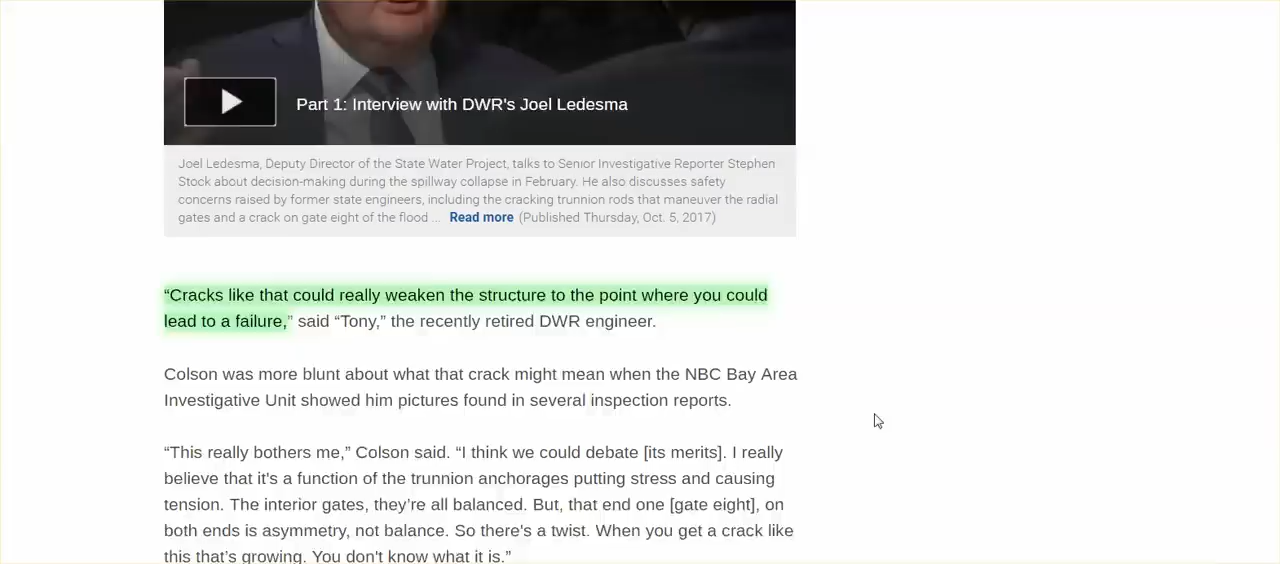 Part 1: Interview with DWR's Joel Ledesma
Joel Ledesma, Deputy Director of the State Water Project, talks to Senior Investigative Reporter Stephen
Stock about decision-making during the spillway collapse in February. He also discusses safety
concerns raised by former state engineers, including the cracking trunnion rods that maneuver the radial
gates and a crack on gate eight of the flood ... Read more (Published Thursday, Oct. 5, 2017)
“Cracks like that could really weaken the structure to the point where you could
lead to a failure,” said “Tony,” the recently retired DWR engineer.
Colson was more blunt about what that crack might mean when the NBC Bay Area
Investigative Unit showed him pictures found in several inspection reports.
“This really bothers me,” Colson said. “I think we could debate [its merits]. I really
believe that it's a function of the trunnion anchorages putting stress and causing
tension. The interior gates, they’re all balanced. But, that end one [gate eight], on
both ends is asymmetry, not balance. So there's a twist. When you get a crack like
this that’s growing. You don't know what it is.”